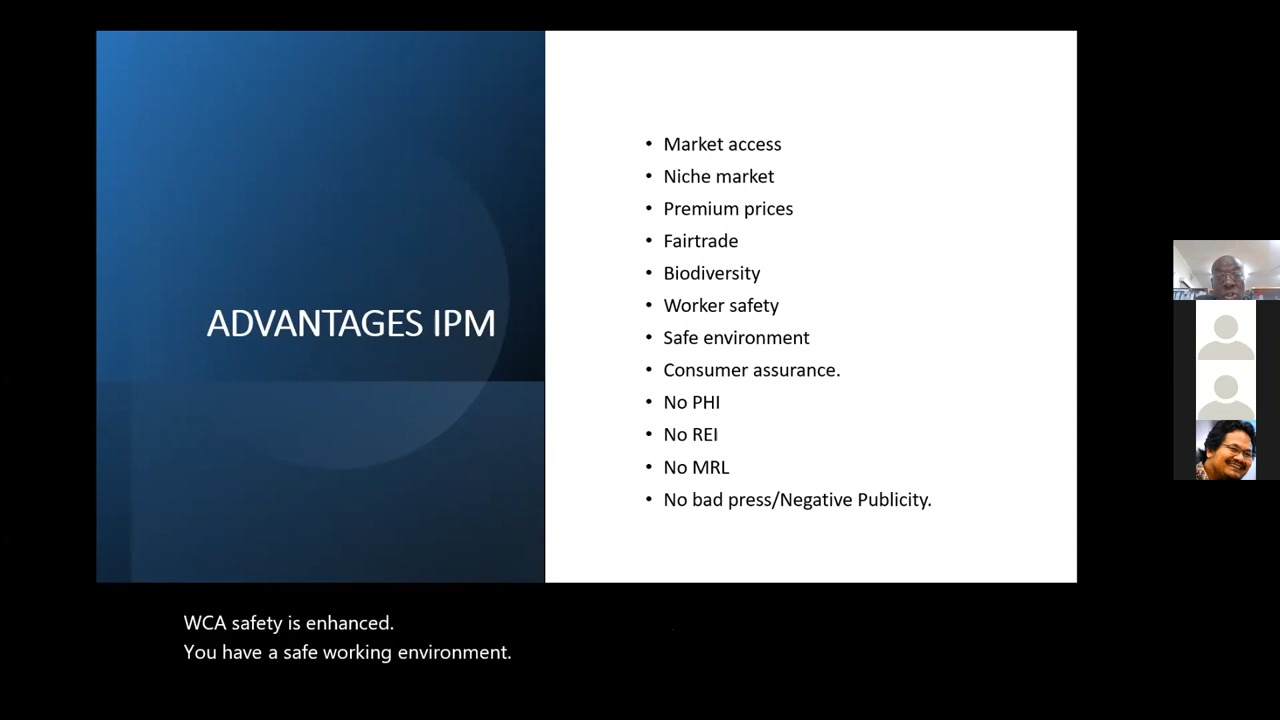 ADVANTAGES IPM
• Market access
• Niche market
• Premium prices
• Fairtrade
• Biodiversity
• Worker safety
• Safe environment
• Consumer assurance.
• No PHI
• No REI
• No MRL
• No bad press/Negative Publicity.
WCA safety is enhanced.
You have a safe working environment.